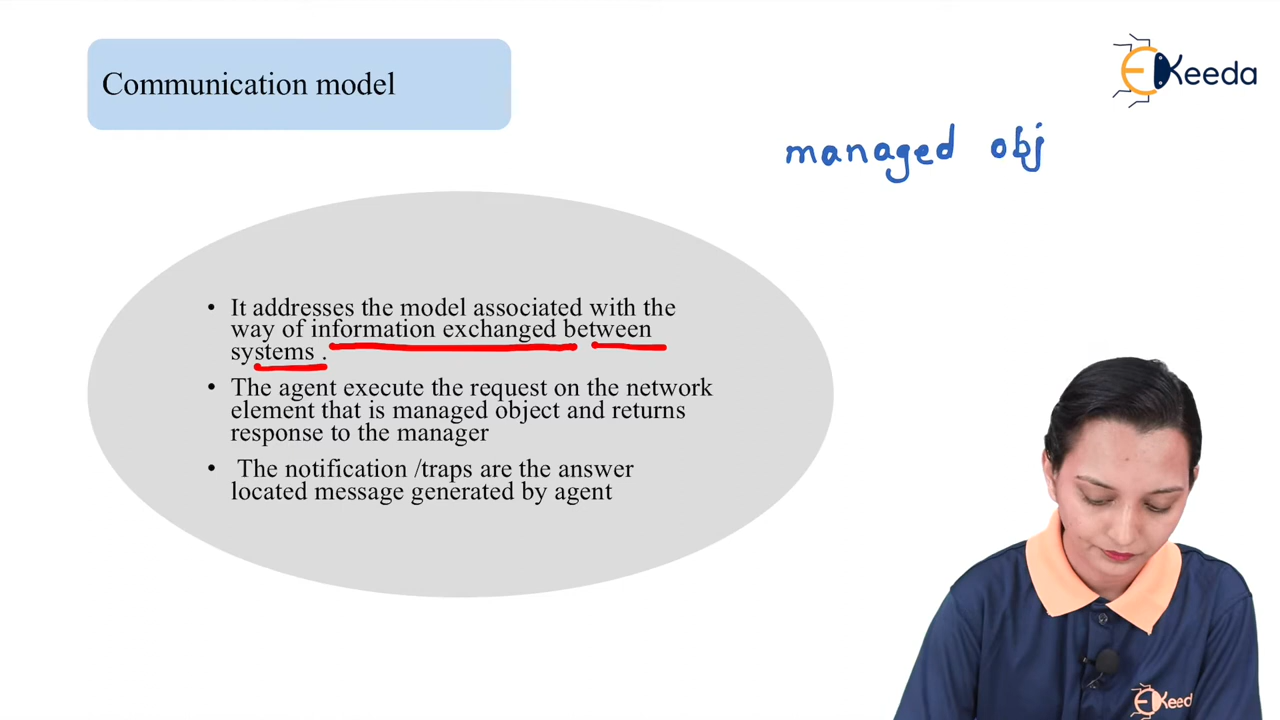 Communication model
EKeeda
managed obj
• It addresses the model associated with the
way of information exchanged between
systems .
• The agent execute the request on the network
element that is managed object and returns
response to the manager
• The notification /traps are the answer
located message generated by agent
EKeeda